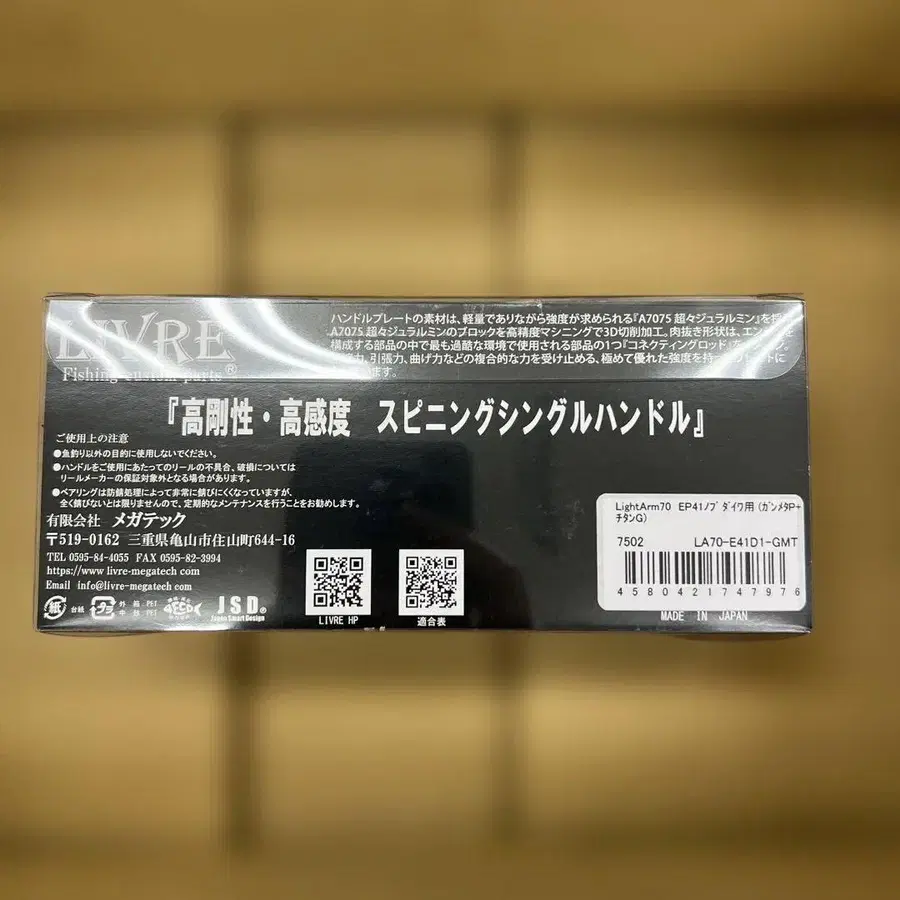 LIVRE
Fishing custom parts®
ハンドルプレートの素材は、軽量でありながら強度が求められる『A7075 超々ジュラルミン』を採
A7075 超々ジュラルミンのブロックを高精度マシニングで3D切削加工。肉抜き形状は、エン
構成する部品の中で最も過酷な環境で使用される部品の1つ『コネクティングロッド』を
引張力、曲げ力などの複合的な力を受け止める、極めて優れた強度を持っ
ます。
『高剛性・高感度 スピニングシングルハンドル』
ご使用上の注意
●魚釣り以外の目的に使用しないでください。
●ハンドルをご使用にあたってのリールの不具合、破損については
リールメーカーの保証対象外となる場合があります。
●ベアリングは防錆処理によって非常に錆びにくくなっていますが、
全く錆びないとは限りませんので、定期的なメンテナンスを行うことをお勧めします。
有限会社 メガテック
〒519-0162 三重県亀山市住山町644-16
TEL 0595-84-4055 FAX 0595-82-3994
https://www.livre-megatech.com
Email info@livre-megatech.com
紙 台紙 プラ 外箱:PET 中台:PET ECO JSD®
Japan Smart Design
LIVRE HP
適合表
LightArm70 EP41ノブ ダイワ用 (ガンメタP+
チタンG)
7502 LA70-E41D1-GMT
4580421747976
MADE IN JAPAN